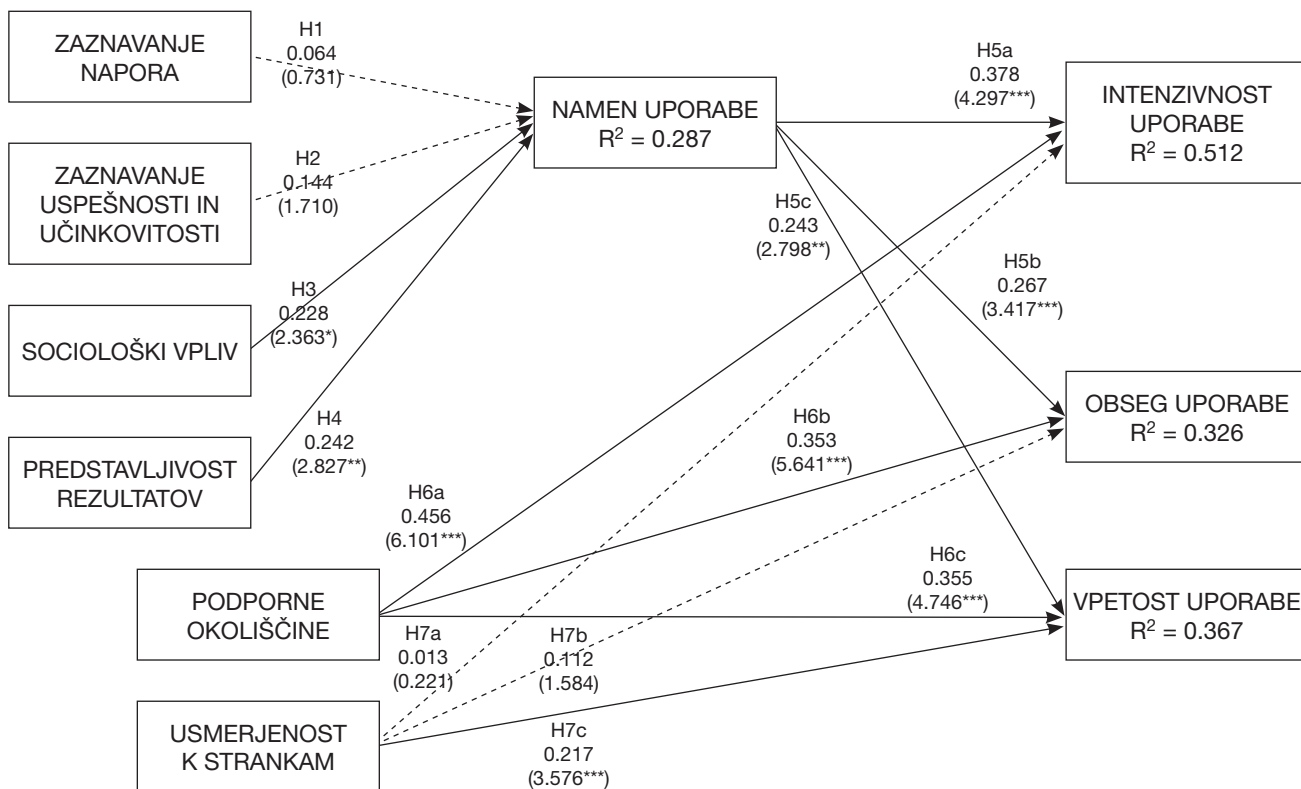 ZAZNAVANJE
NAPORA
H1
0.064
(0.731)
ZAZNAVANJE
USPEŠNOSTI IN
UČINKOVITOSTI
H2
0.144
(1.710)
SOCIOLOŠKI VPLIV
H3
0.228
(2.363*)
PREDSTAVLJIVOST
REZULTATOV
H4
0.242
(2.827**)
NAMEN UPORABE
R² = 0.287
H5a
0.378
(4.297***)
INTENZIVNOST
UPORABE
R² = 0.512
H5c
0.243
(2.798**)
H5b
0.267
(3.417***)
OBSEG UPORABE
R² = 0.326
H6b
0.353
(5.641***)
H6a
0.456
(6.101***)
H6c
0.355
(4.746***)
PODPORNE
OKOLIŠČINE
VPETOST UPORABE
R² = 0.367
H7a
0.013
(0.221)
H7b
0.112
(1.584)
USMERJENOST
K STRANKAM
H7c
0.217
(3.576***)